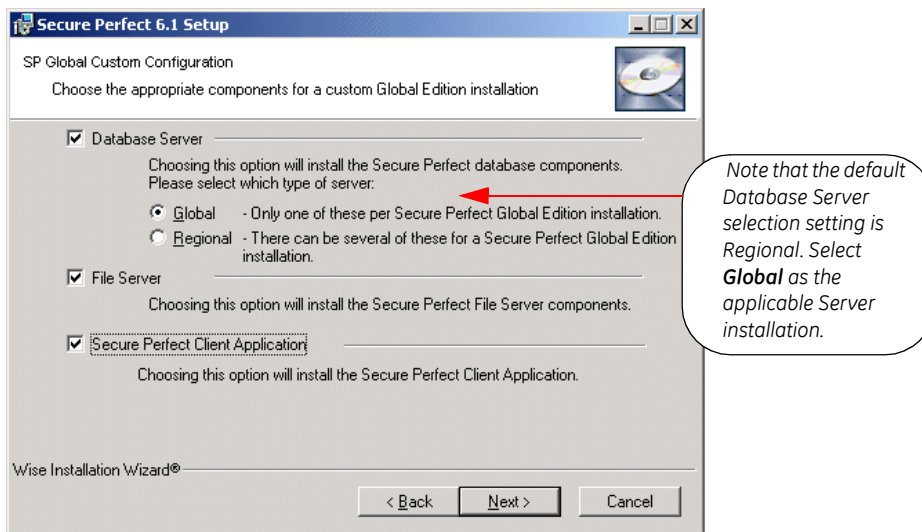 Secure Perfect 6.1 Setup
SP Global Custom Configuration
Choose the appropriate components for a custom Global Edition installation
Database Server
Choosing this option will install the Secure Perfect database components.
Please select which type of server:
Global - Only one of these per Secure Perfect Global Edition installation.
Regional - There can be several of these for a Secure Perfect Global Edition
installation.
File Server
Choosing this option will install the Secure Perfect File Server components.
Secure Perfect Client Application
Choosing this option will install the Secure Perfect Client Application.
Wise Installation Wizard®
< Back
Next >
Cancel
Note that the default
Database Server
selection setting is
Regional. Select
Global as the
applicable Server
installation.